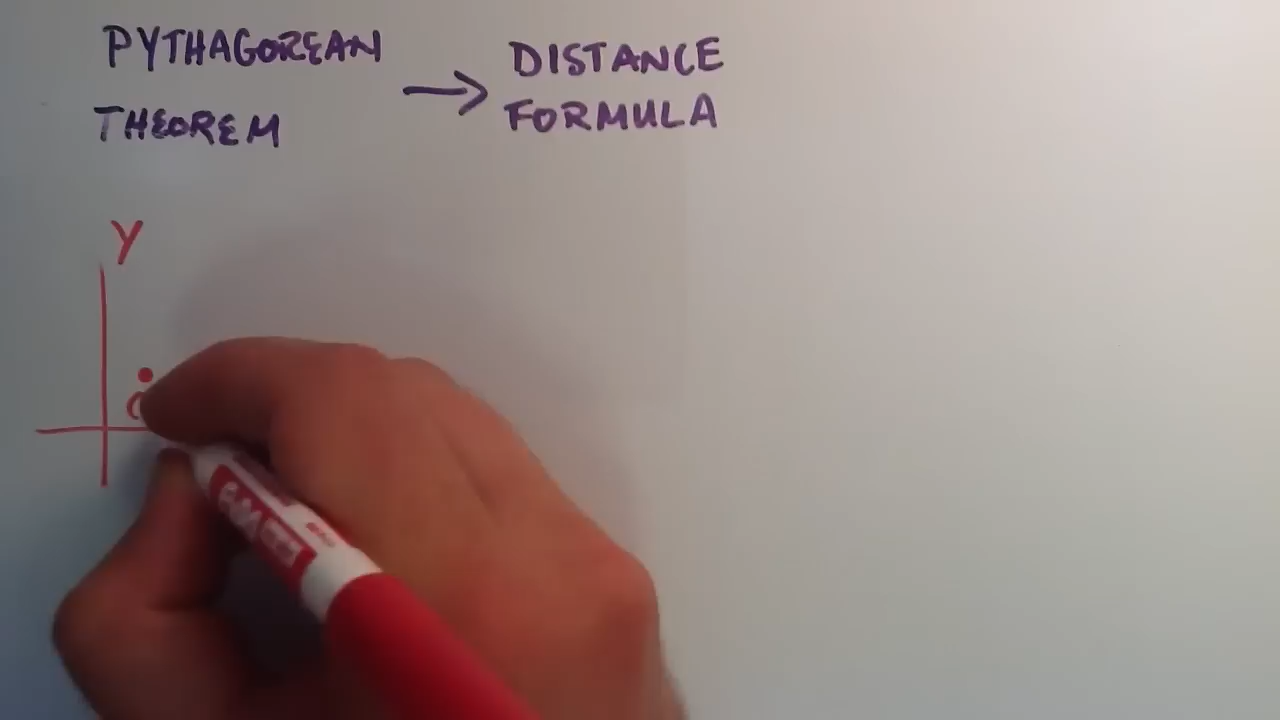 PYTHAGOREAN
THEOREM
→ DISTANCE
FORMULA
Y